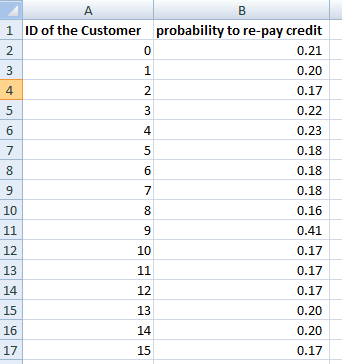 A B
1 ID of the Customer probability to re-pay credit
2 0 0.21
3 1 0.20
4 2 0.17
5 3 0.22
6 4 0.23
7 5 0.18
8 6 0.18
9 7 0.18
10 8 0.16
11 9 0.41
12 10 0.17
13 11 0.17
14 12 0.17
15 13 0.20
16 14 0.20
17 15 0.17